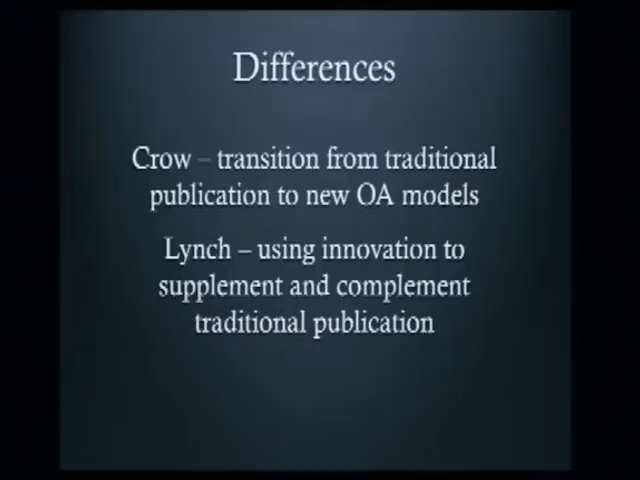 Differences
Crow – transition from traditional
publication to new OA models
Lynch – using innovation to
supplement and complement
traditional publication